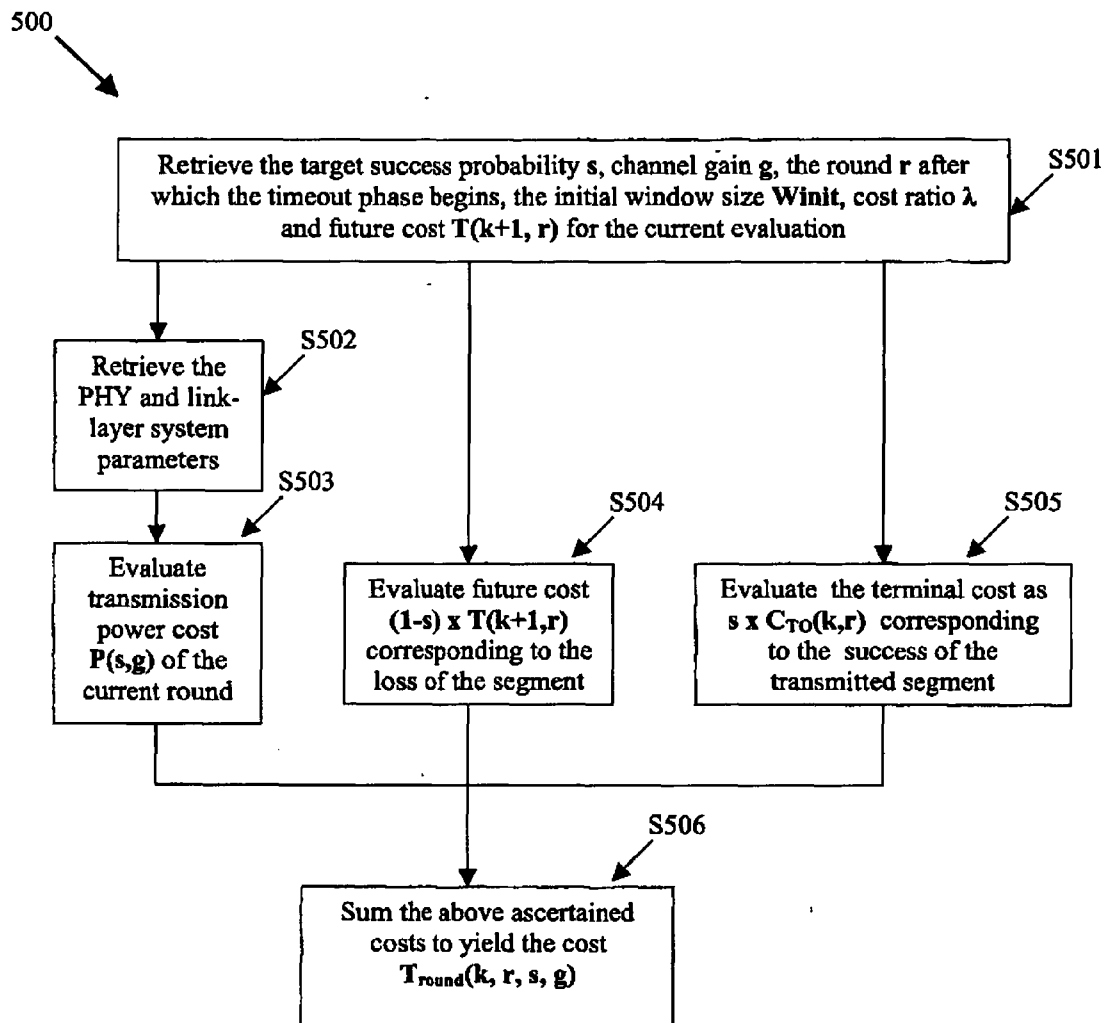 500
Retrieve the target success probability s, channel gain g, the round r after
which the timeout phase begins, the initial window size Winit, cost ratio λ
and future cost T(k+1, r) for the current evaluation
S501
S502
Retrieve the
PHY and link-
layer system
parameters
S503
Evaluate
transmission
power cost
P(s,g) of the
current round
S504
Evaluate future cost
(1-s) x T(k+1,r)
corresponding to the
loss of the segment
S505
Evaluate the terminal cost as
s x C_TO(k,r) corresponding
to the success of the
transmitted segment
S506
Sum the above ascertained
costs to yield the cost
T_round(k, r, s, g)